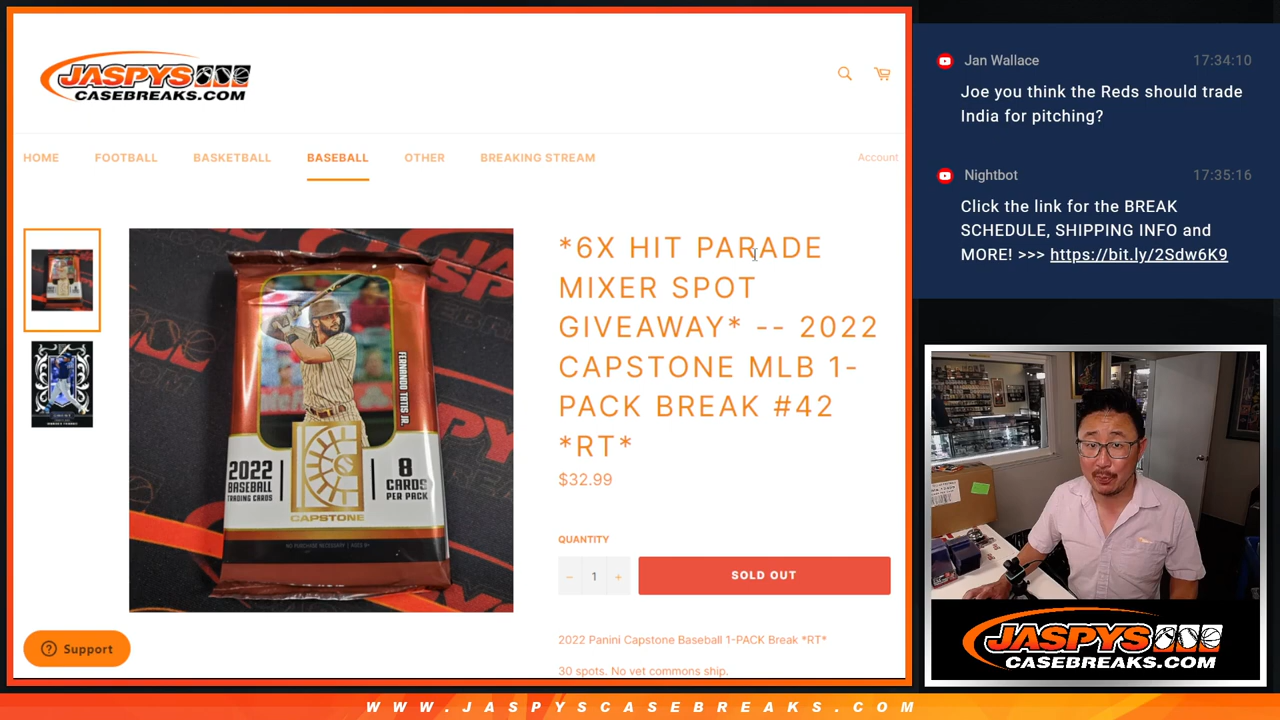 JASPYS
CASEBREAKS.COM
HOME
FOOTBALL
BASKETBALL
BASEBALL
OTHER
BREAKING STREAM
Account
*6X HIT PARADE
MIXER SPOT
GIVEAWAY* -- 2022
CAPSTONE MLB 1-
PACK BREAK #42
*RT*
$32.99
QUANTITY
− 1 +
SOLD OUT
2022 Panini Capstone Baseball 1-PACK Break *RT*
30 spots. No vet commons ship.
FERNANDO TATIS JR.
2022
BASEBALL
TRADING CARDS
8
CARDS
PER PACK
CAPSTONE
Support
Jan Wallace
17:34:10
Joe you think the Reds should trade
India for pitching?
Nightbot
17:35:16
Click the link for the BREAK
SCHEDULE, SHIPPING INFO and
MORE! >>> https://bit.ly/2Sdw6K9
JASPYS
CASEBREAKS.COM
WWW.JASPYSCASEBREAKS.COM